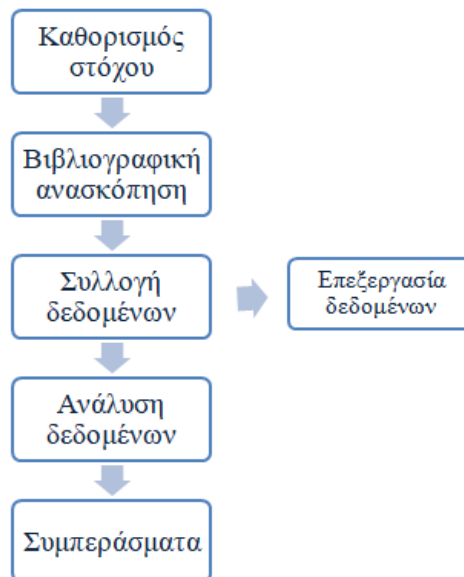 Καθορισμός
στόχου
Βιβλιογραφική
ανασκόπηση
Συλλογή
δεδομένων
Επεξεργασία
δεδομένων
Ανάλυση
δεδομένων
Συμπεράσματα